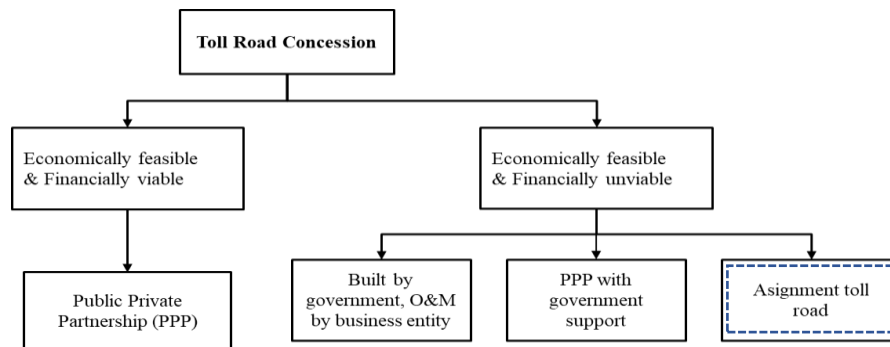 Toll Road Concession
Economically feasible
& Financially viable
Economically feasible
& Financially unviable
Public Private
Partnership (PPP)
Built by
government, O&M
by business entity
PPP with
government
support
Asignment toll
road